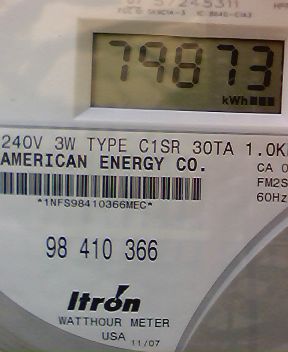 79873
kWh
240V 3W TYPE C1SR 30TA 1.0K
AMERICAN ENERGY CO.
CA 0
FM2S
60Hz
*1NFS98410366MEC*
98 410 366
Itron
WATTHOUR METER
USA 11/07